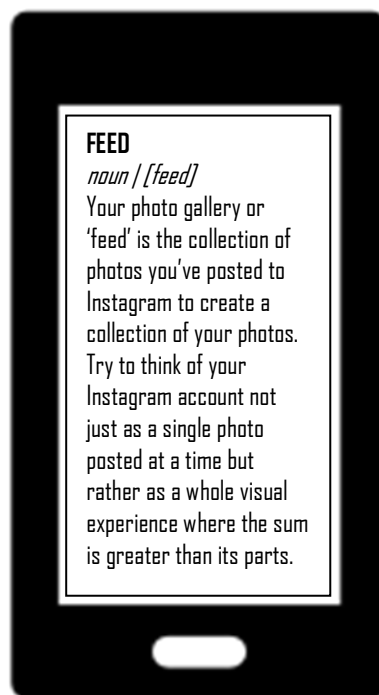 FEED
noun | [feed]
Your photo gallery or
‘feed’ is the collection of
photos you’ve posted to
Instagram to create a
collection of your photos.
Try to think of your
Instagram account not
just as a single photo
posted at a time but
rather as a whole visual
experience where the sum
is greater than its parts.